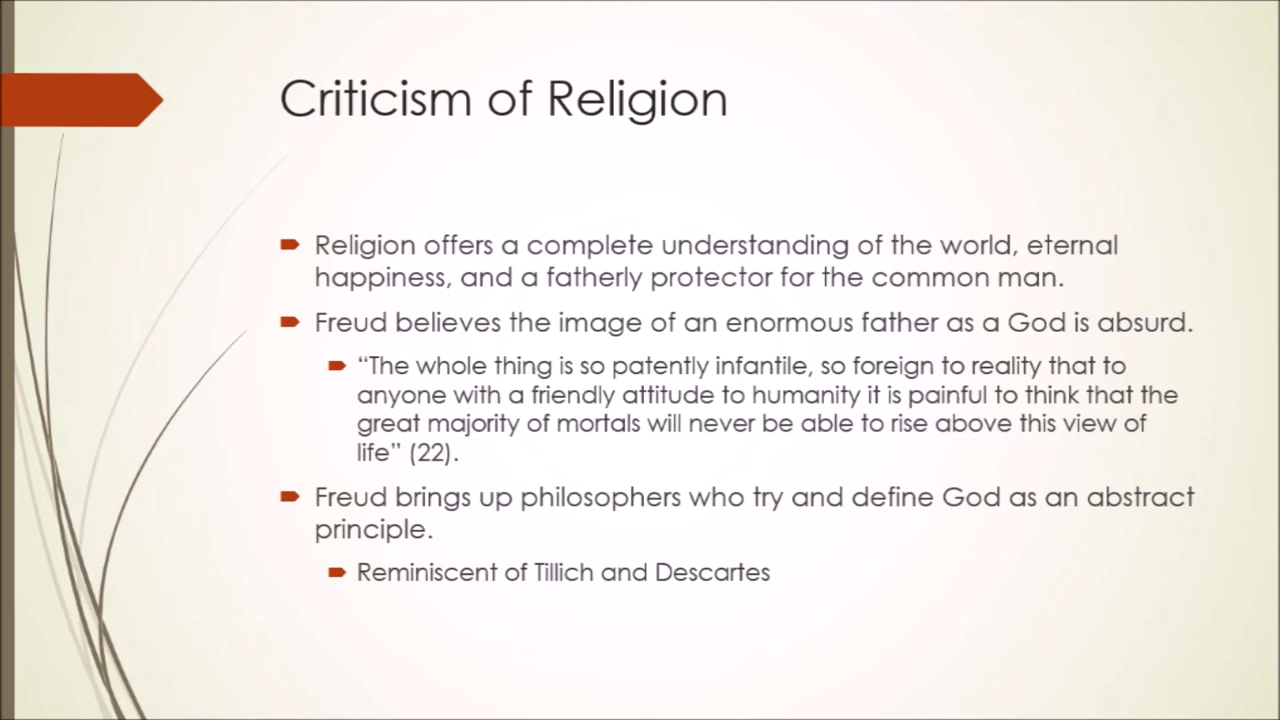 Criticism of Religion
Religion offers a complete understanding of the world, eternal
happiness, and a fatherly protector for the common man.
Freud believes the image of an enormous father as a God is absurd.
“The whole thing is so patently infantile, so foreign to reality that to
anyone with a friendly attitude to humanity it is painful to think that the
great majority of mortals will never be able to rise above this view of
life” (22).
Freud brings up philosophers who try and define God as an abstract
principle.
Reminiscent of Tillich and Descartes